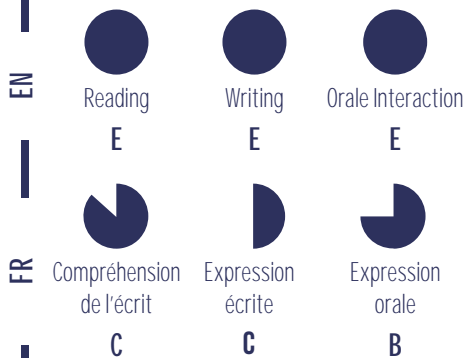 EN
Reading
Writing
Orale Interaction
E
E
E
FR
Compréhension
de l'écrit
Expression
écrite
Expression
orale
C
C
B